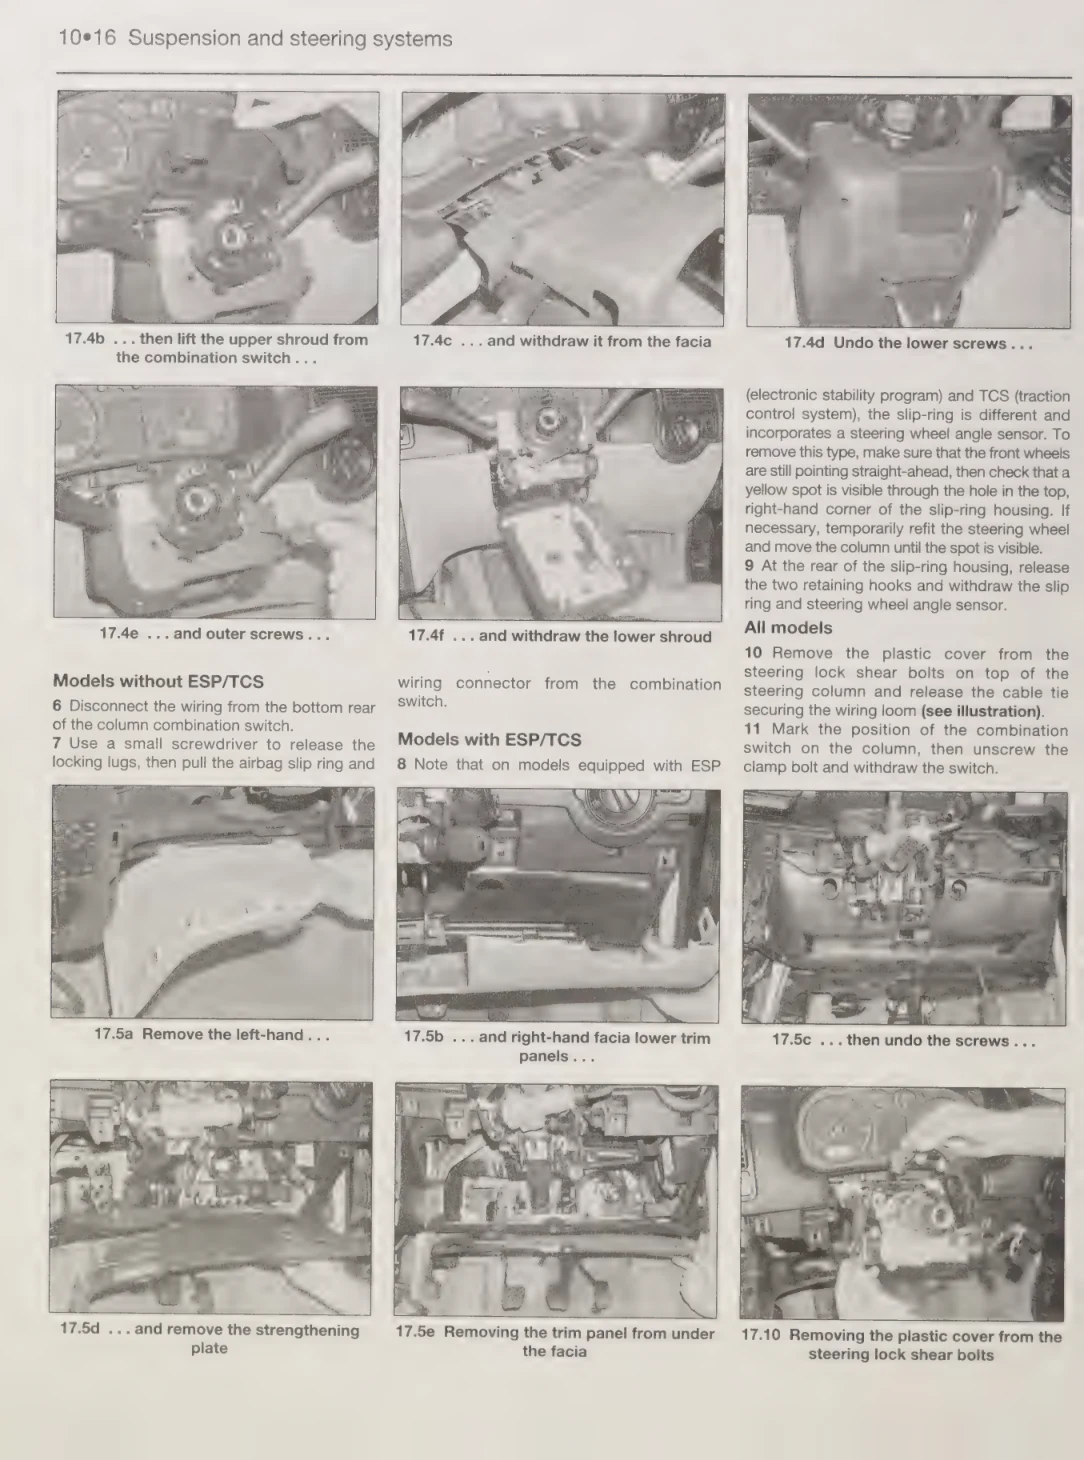 10•16 Suspension and steering systems
17.4b ... then lift the upper shroud from
the combination switch ...
17.4c ... and withdraw it from the facia
17.4d Undo the lower screws ...
17.4e ... and outer screws ...
17.4f ... and withdraw the lower shroud
Models without ESP/TCS
6 Disconnect the wiring from the bottom rear
of the column combination switch.
7 Use a small screwdriver to release the
locking lugs, then pull the airbag slip ring and
wiring connector from the combination
switch.
Models with ESP/TCS
8 Note that on models equipped with ESP
(electronic stability program) and TCS (traction
control system), the slip-ring is different and
incorporates a steering wheel angle sensor. To
remove this type, make sure that the front wheels
are still pointing straight-ahead, then check that a
yellow spot is visible through the hole in the top,
right-hand corner of the slip-ring housing. If
necessary, temporarily refit the steering wheel
and move the column until the spot is visible.
9 At the rear of the slip-ring housing, release
the two retaining hooks and withdraw the slip
ring and steering wheel angle sensor.
All models
10 Remove the plastic cover from the
steering lock shear bolts on top of the
steering column and release the cable tie
securing the wiring loom (see illustration).
11 Mark the position of the combination
switch on the column, then unscrew the
clamp bolt and withdraw the switch.
17.5a Remove the left-hand ...
17.5b ... and right-hand facia lower trim
panels ...
17.5c ... then undo the screws ...
17.5d ... and remove the strengthening
plate
17.5e Removing the trim panel from under
the facia
17.10 Removing the plastic cover from the
steering lock shear bolts